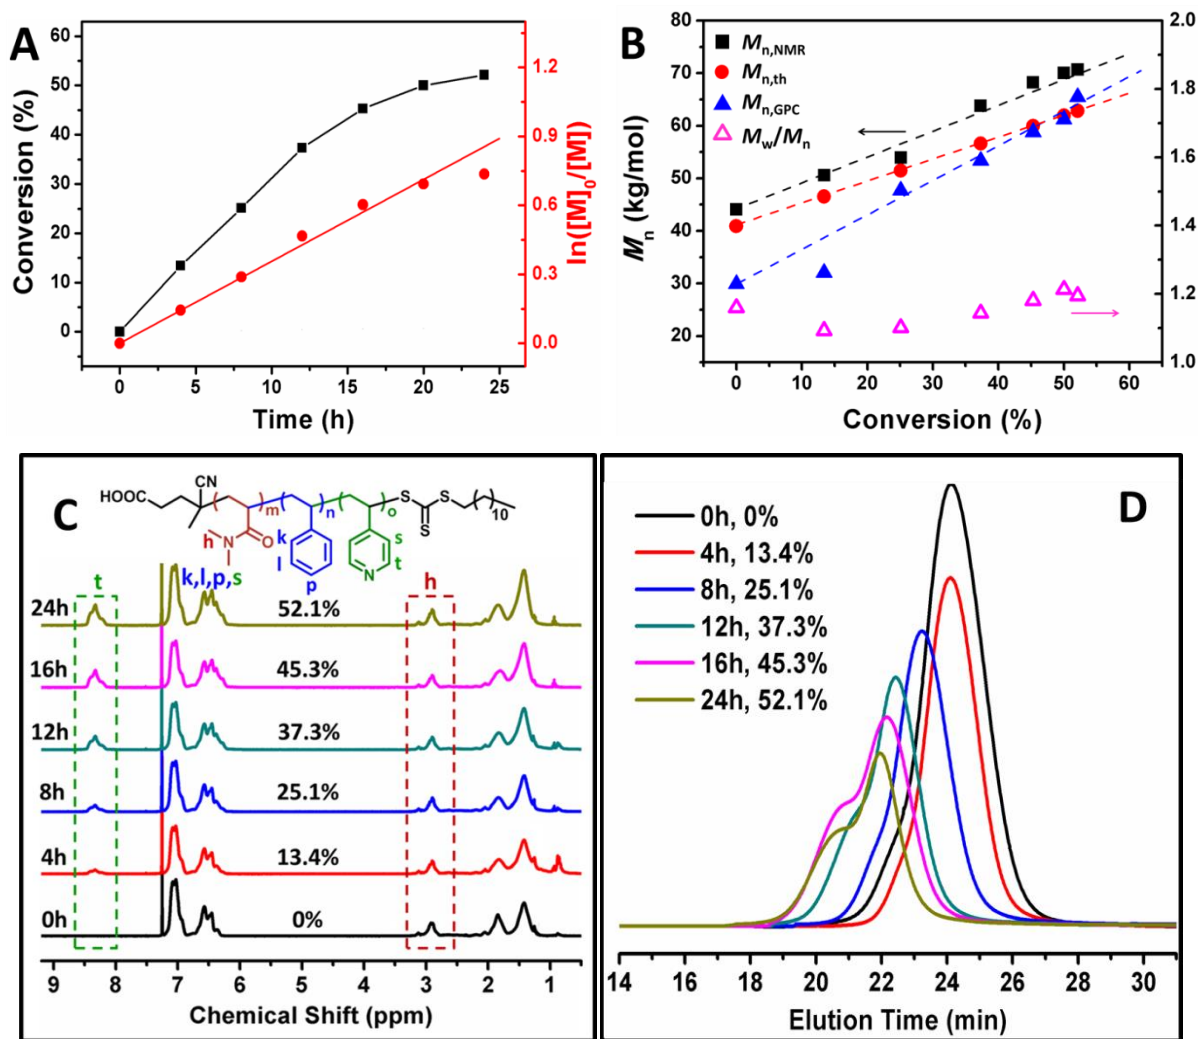 A
Conversion (%)
60
50
40
30
20
10
0
1.2
0.9
0.6
0.3
0.0
ln([M]0/[M])
0 5 10 15 20 25
Time (h)
B
Mn (kg/mol)
80
70
60
50
40
30
20
2.0
1.8
1.6
1.4
1.2
1.0
Mn,NMR
Mn,th
Mn,GPC
Mw/Mn
0 10 20 30 40 50 60
Conversion (%)
C
HOOC
CN
m
n
o
S
S
S
10
h
N
O
k
l
p
s
t
N
t
k,l,p,s
h
24h
52.1%
16h
45.3%
12h
37.3%
8h
25.1%
4h
13.4%
0h
0%
9 8 7 6 5 4 3 2 1
Chemical Shift (ppm)
D
0h, 0%
4h, 13.4%
8h, 25.1%
12h, 37.3%
16h, 45.3%
24h, 52.1%
14 16 18 20 22 24 26 28 30
Elution Time (min)